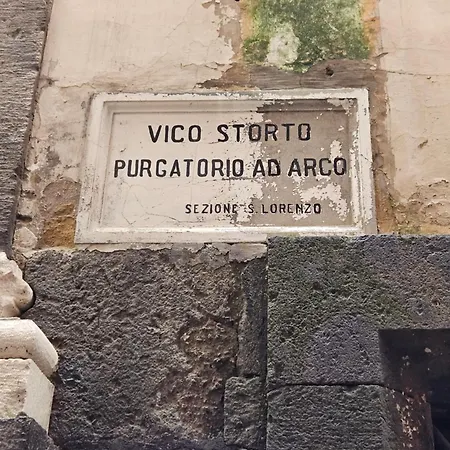 VICO STORTO
PURGATORIO AD ARCO
SEZIONE S. LORENZO